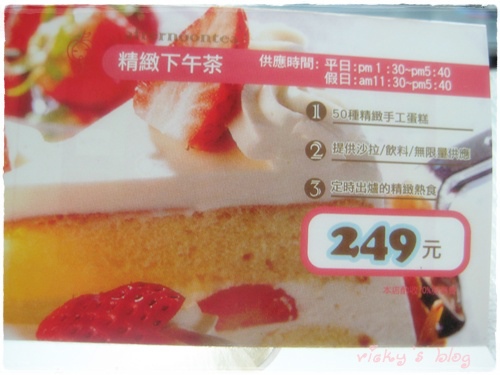 afternoontea
精緻下午茶
供應時間: 平日:pm1:30~pm5:40
假日:am11:30~pm5:40
1 50種精緻手工蛋糕
2 提供沙拉/飲料/無限量供應
3 定時出爐的精緻熱食
249元
vicky's blog